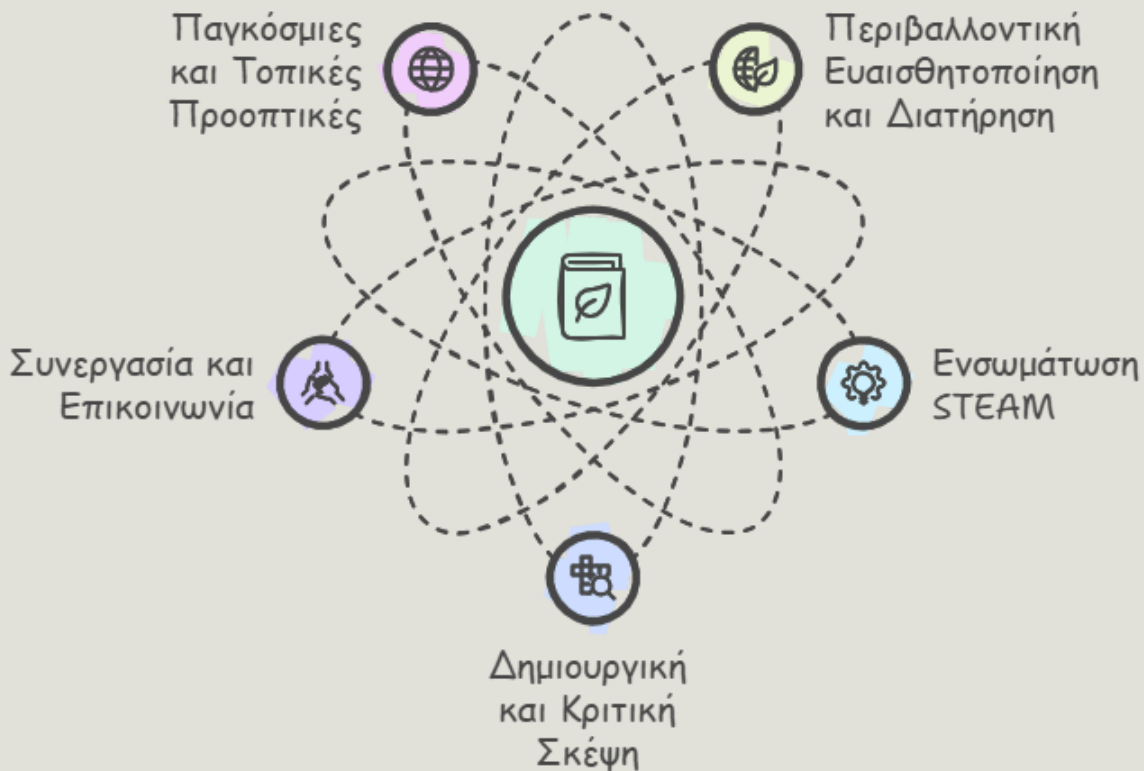 Παγκόσμιες
και Τοπικές
Προοπτικές
Περιβαλλοντική
Ευαισθητοποίηση
και Διατήρηση
Συνεργασία και
Επικοινωνία
Ενσωμάτωση
STEAM
Δημιουργική
και Κριτική
Σκέψη